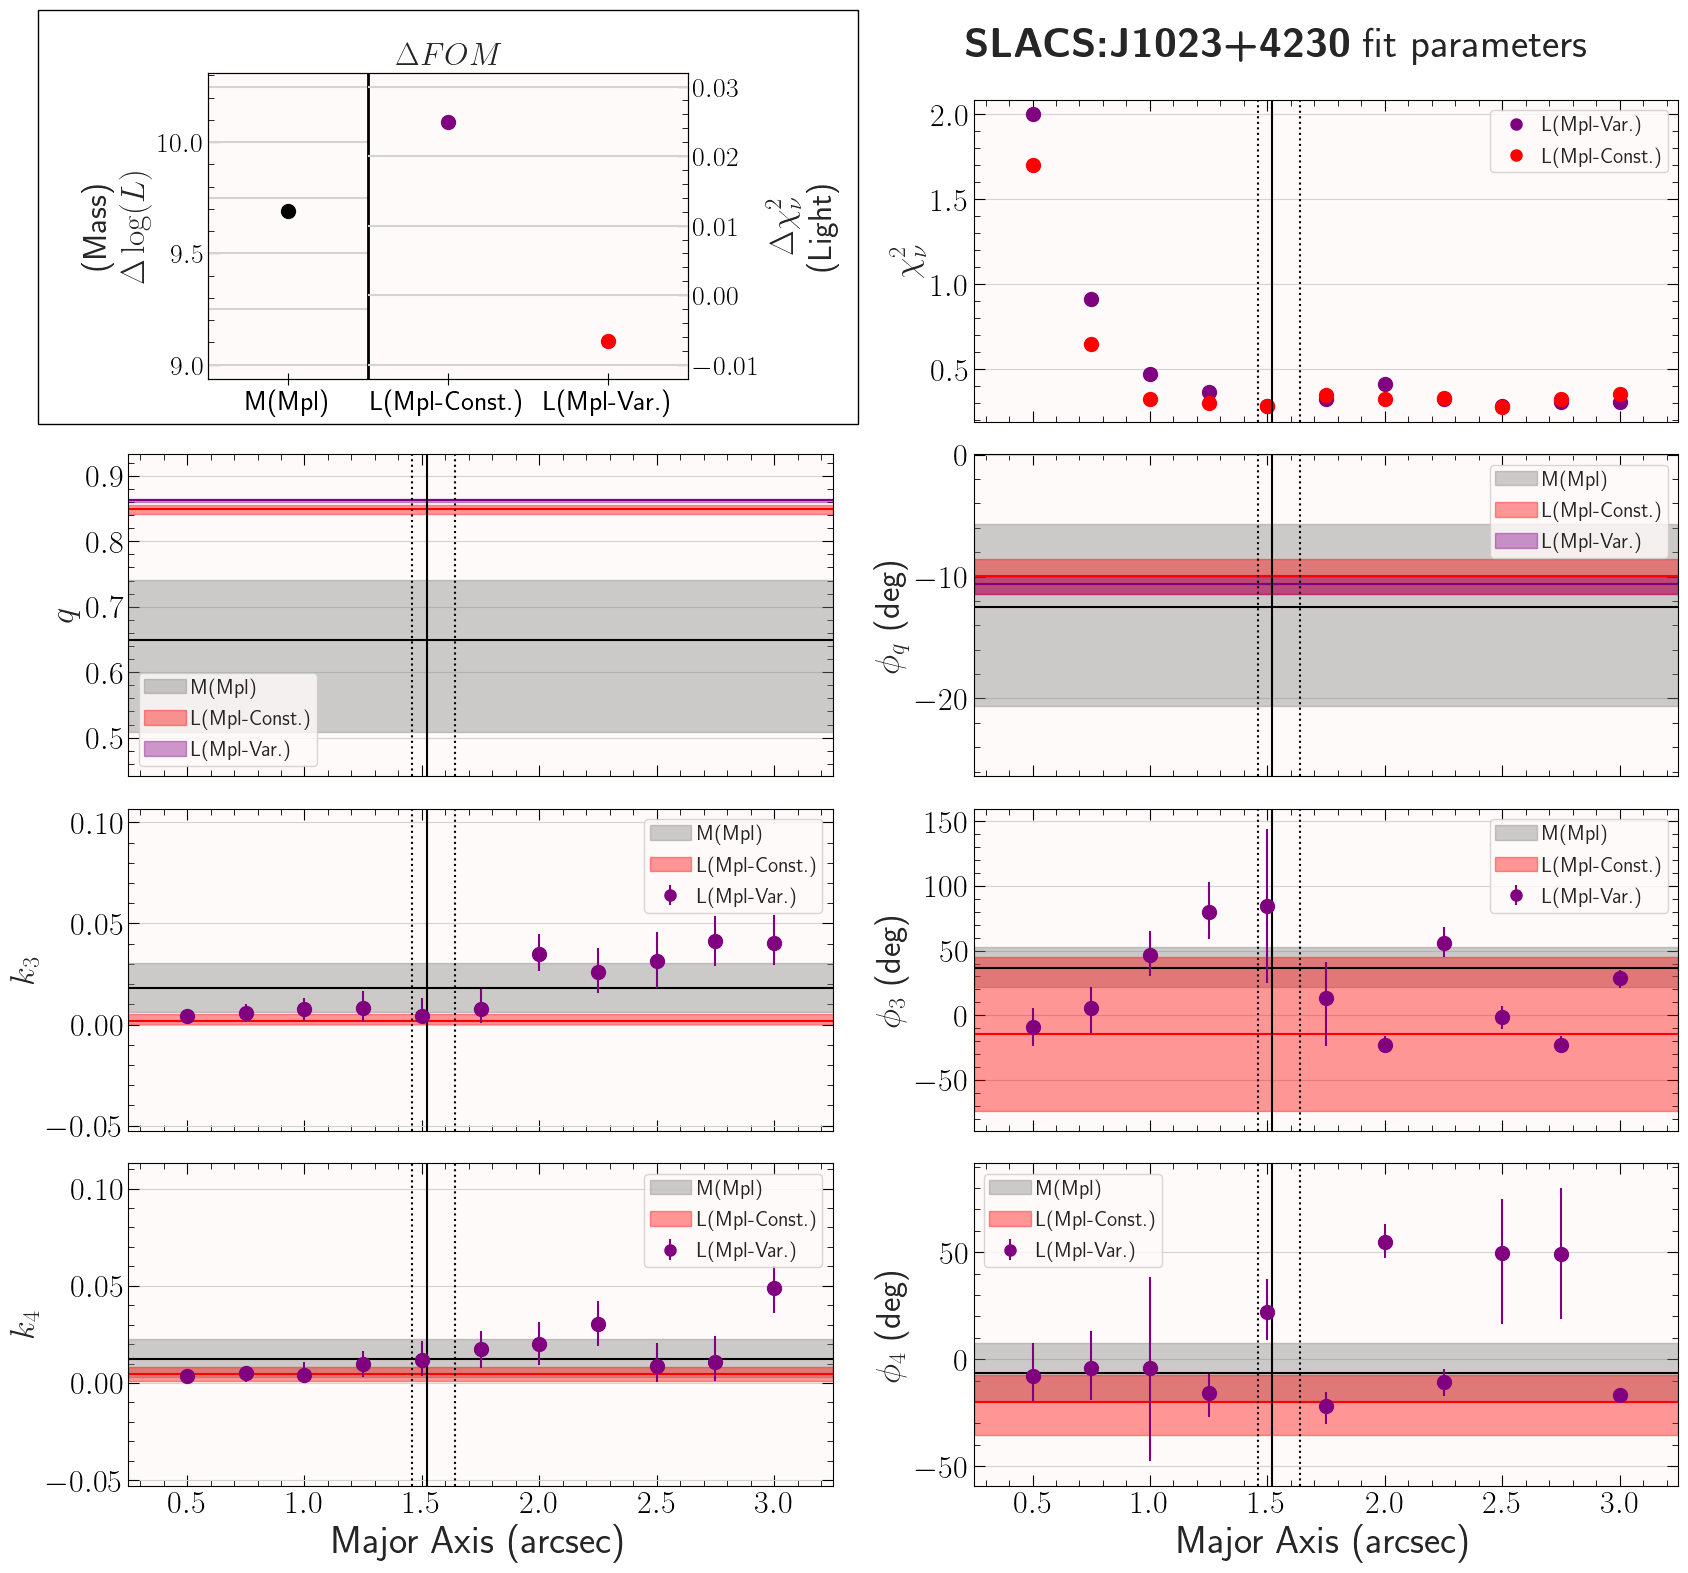 SLACS:J1023+4230 fit parameters
ΔFOM
(Mass)
Δ log(L)
10.0
9.5
9.0
0.03
0.02
0.01
0.00
−0.01
Δχ²ᵥ
(Light)
M(Mpl)
L(Mpl-Const.)
L(Mpl-Var.)
χ²ᵥ
2.0
1.5
1.0
0.5
L(Mpl-Var.)
L(Mpl-Const.)
q
0.9
0.8
0.7
0.6
0.5
M(Mpl)
L(Mpl-Const.)
L(Mpl-Var.)
ϕ_q (deg)
0
−10
−20
M(Mpl)
L(Mpl-Const.)
L(Mpl-Var.)
k₃
0.10
0.05
0.00
−0.05
M(Mpl)
L(Mpl-Const.)
L(Mpl-Var.)
ϕ₃ (deg)
150
100
50
0
−50
M(Mpl)
L(Mpl-Const.)
L(Mpl-Var.)
k₄
0.10
0.05
0.00
−0.05
M(Mpl)
L(Mpl-Const.)
L(Mpl-Var.)
0.5 1.0 1.5 2.0 2.5 3.0
Major Axis (arcsec)
ϕ₄ (deg)
50
0
−50
M(Mpl)
L(Mpl-Const.)
L(Mpl-Var.)
0.5 1.0 1.5 2.0 2.5 3.0
Major Axis (arcsec)